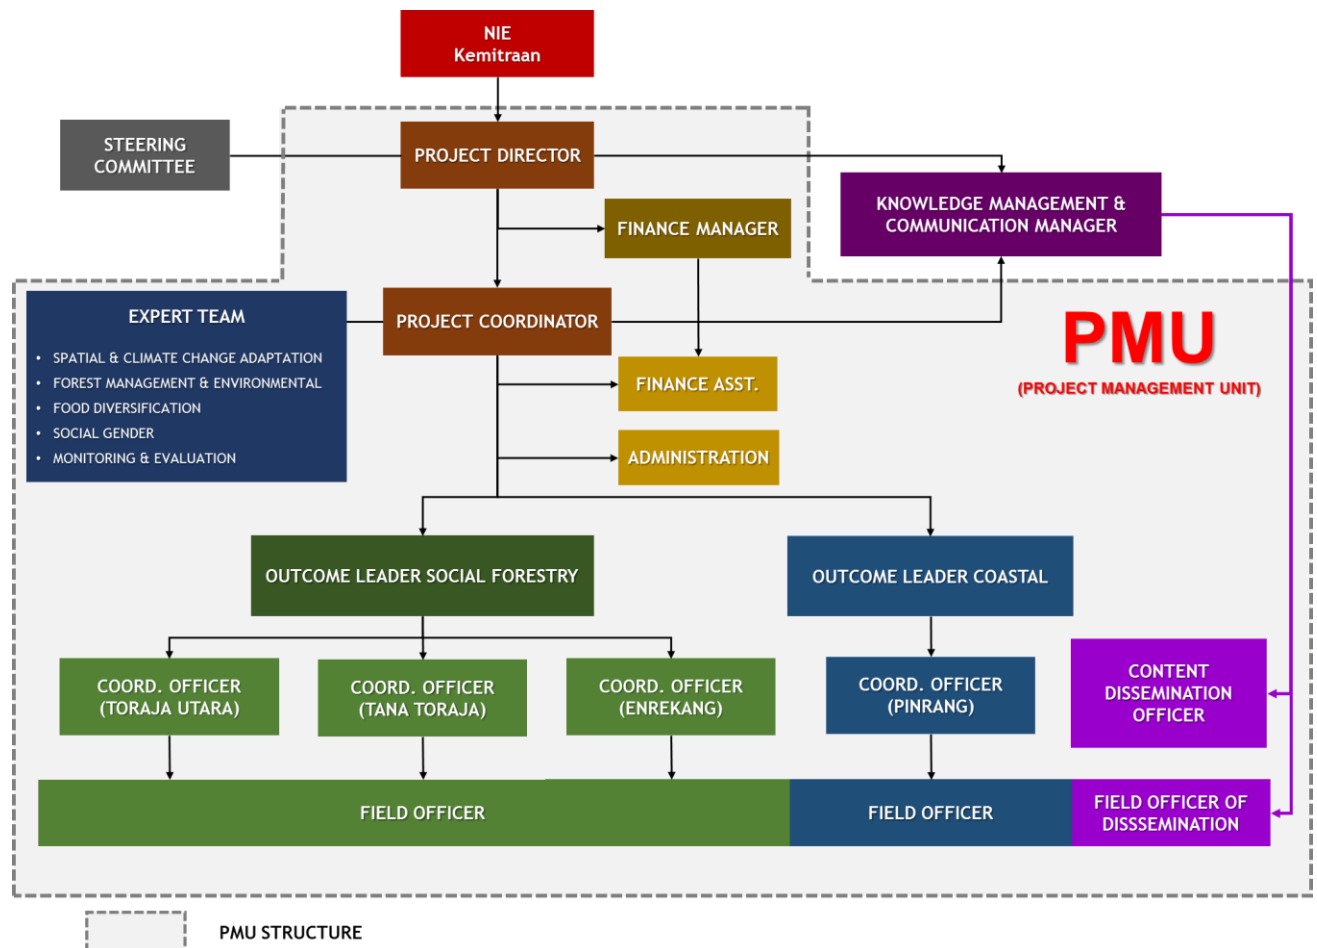 NIE
Kemitraan
STEERING
COMMITTEE
PROJECT DIRECTOR
KNOWLEDGE MANAGEMENT &
COMMUNICATION MANAGER
FINANCE MANAGER
EXPERT TEAM
• SPATIAL & CLIMATE CHANGE ADAPTATION
• FOREST MANAGEMENT & ENVIRONMENTAL
• FOOD DIVERSIFICATION
• SOCIAL GENDER
• MONITORING & EVALUATION
PROJECT COORDINATOR
PMU
(PROJECT MANAGEMENT UNIT)
FINANCE ASST.
ADMINISTRATION
OUTCOME LEADER SOCIAL FORESTRY
OUTCOME LEADER COASTAL
COORD. OFFICER
(TORAJA UTARA)
COORD. OFFICER
(TANA TORAJA)
COORD. OFFICER
(ENREKANG)
COORD. OFFICER
(PINRANG)
CONTENT
DISSEMINATION
OFFICER
FIELD OFFICER
FIELD OFFICER
FIELD OFFICER OF
DISSSEMINATION
PMU STRUCTURE